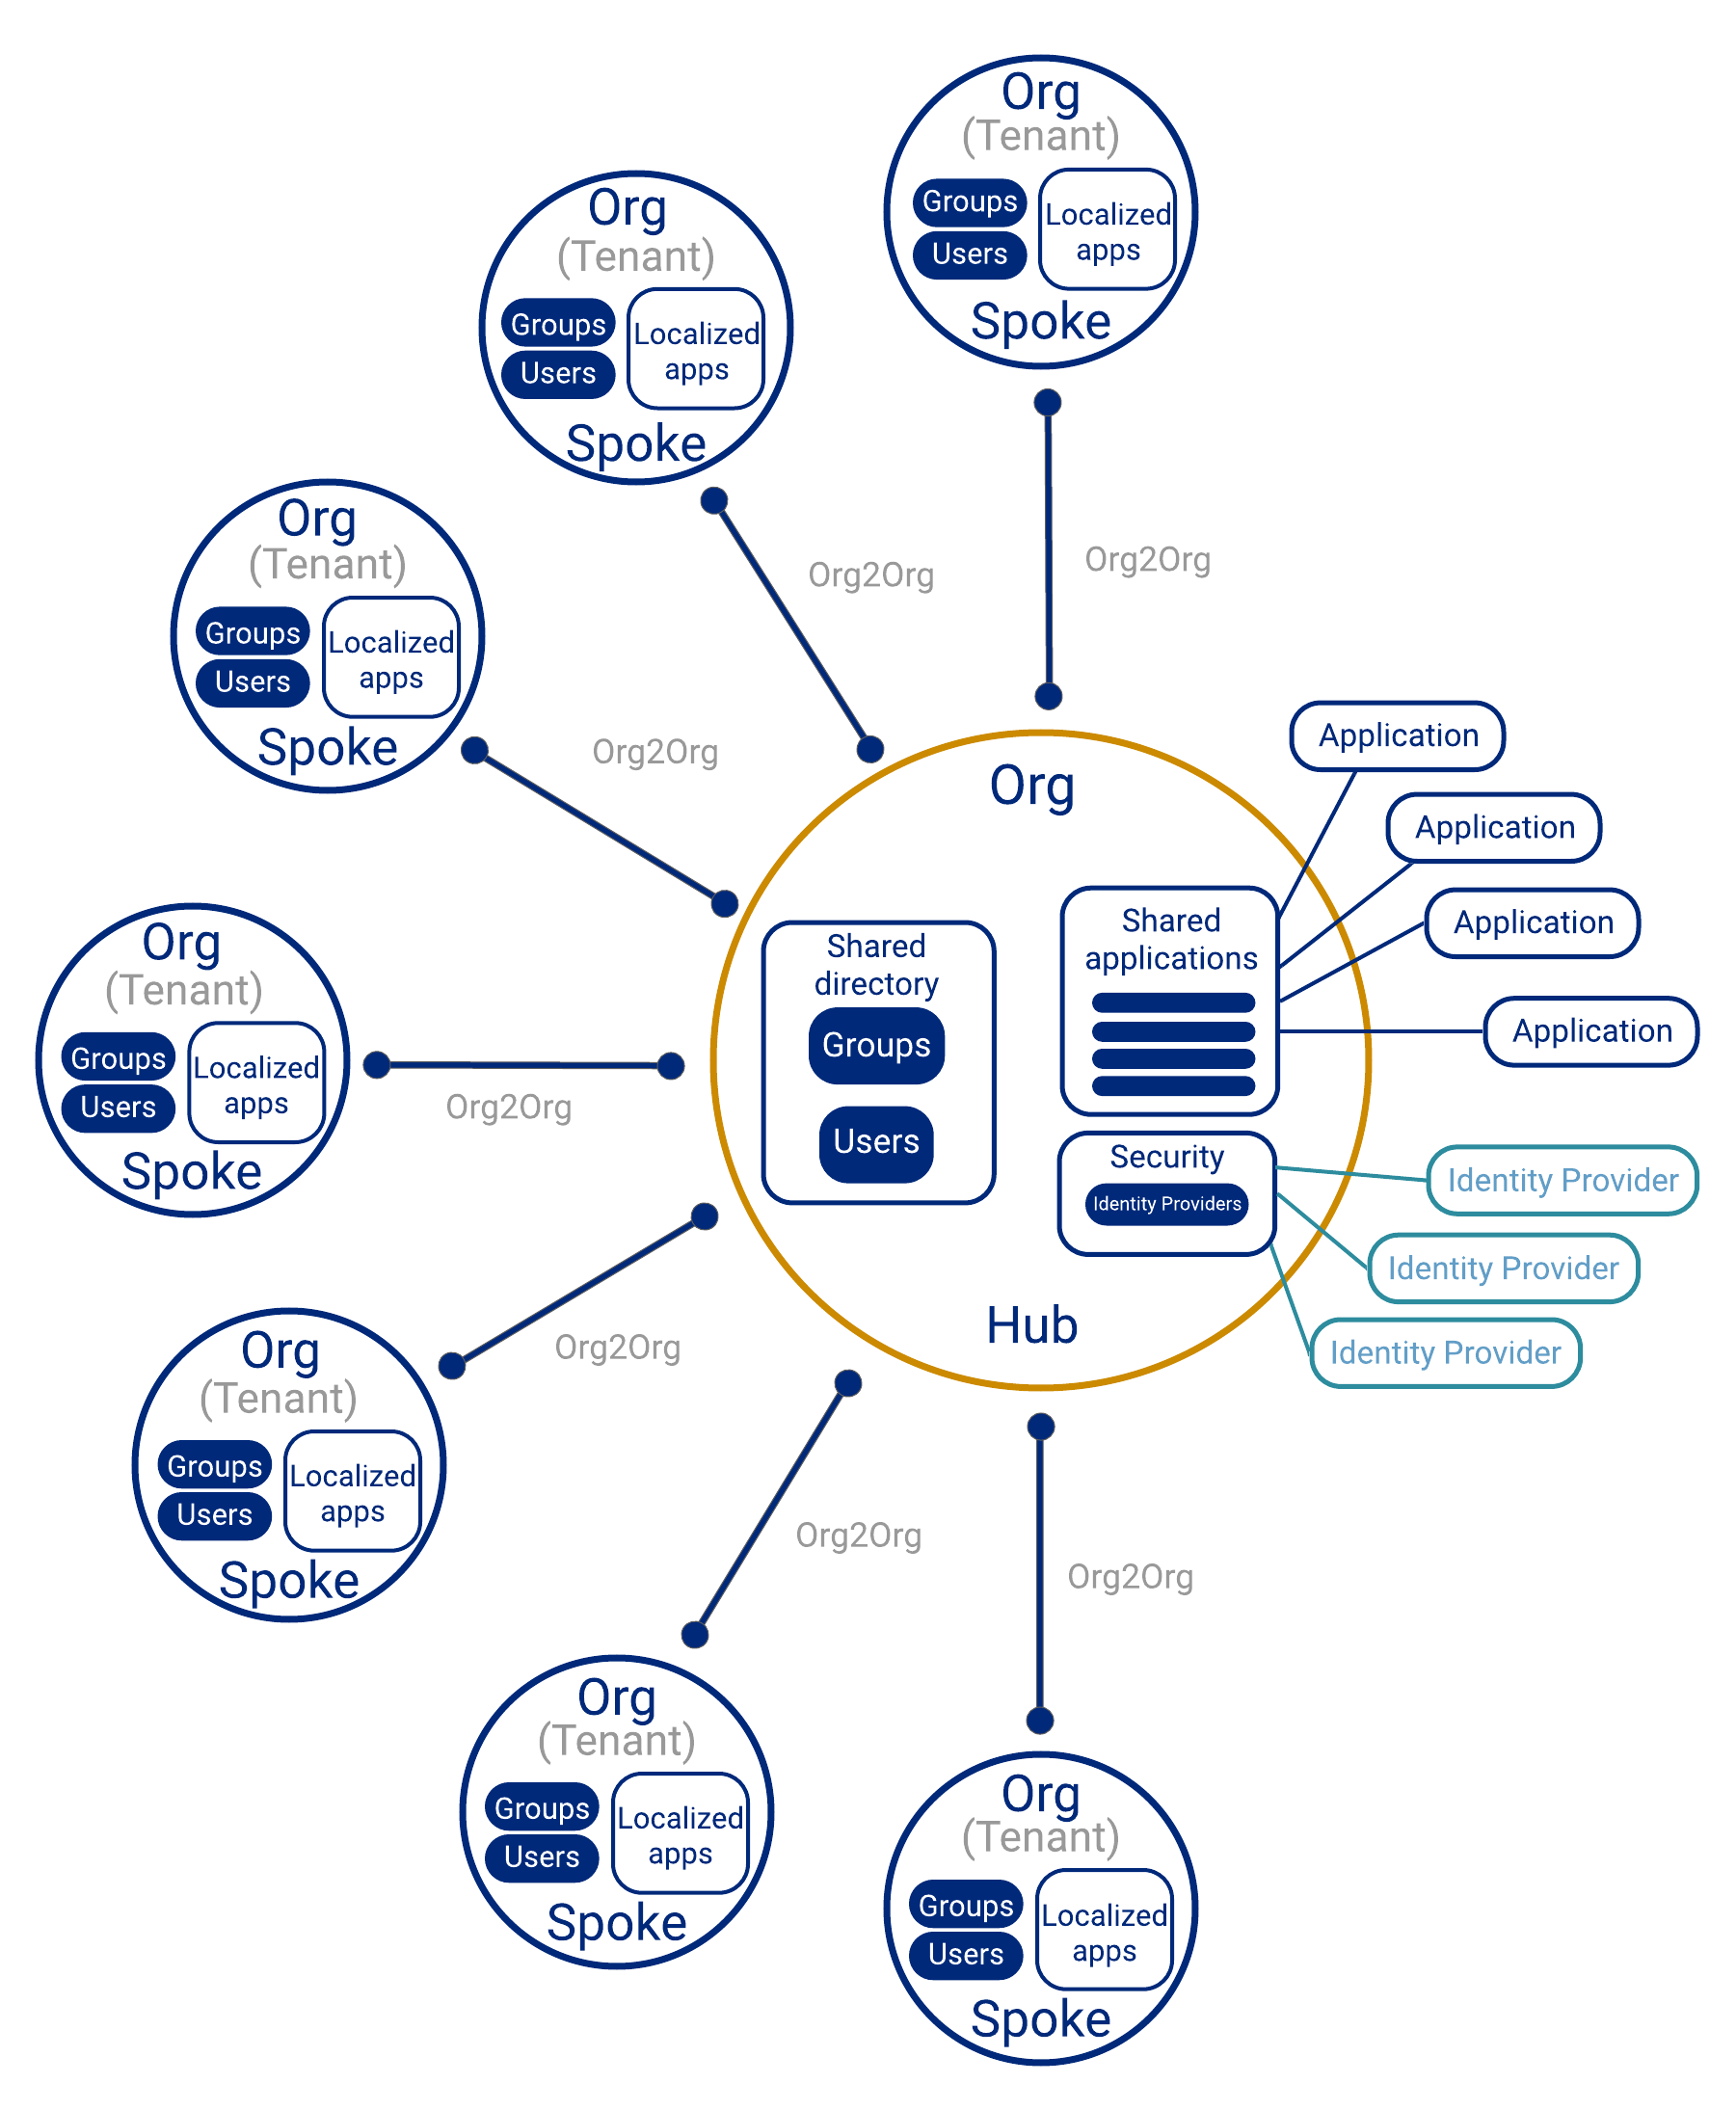 Org
(Tenant)
Groups
Users
Localized
apps
Spoke
Org
(Tenant)
Groups
Users
Localized
apps
Spoke
Org
(Tenant)
Groups
Users
Localized
apps
Spoke
Org2Org
Org2Org
Org2Org
Org
(Tenant)
Groups
Users
Localized
apps
Spoke
Org2Org
Org
Shared
directory
Groups
Users
Shared
applications
Security
Identity Providers
Hub
Application
Application
Application
Application
Identity Provider
Identity Provider
Identity Provider
Org
(Tenant)
Groups
Users
Localized
apps
Spoke
Org2Org
Org2Org
Org2Org
Org
(Tenant)
Groups
Users
Localized
apps
Spoke
Org
(Tenant)
Groups
Users
Localized
apps
Spoke